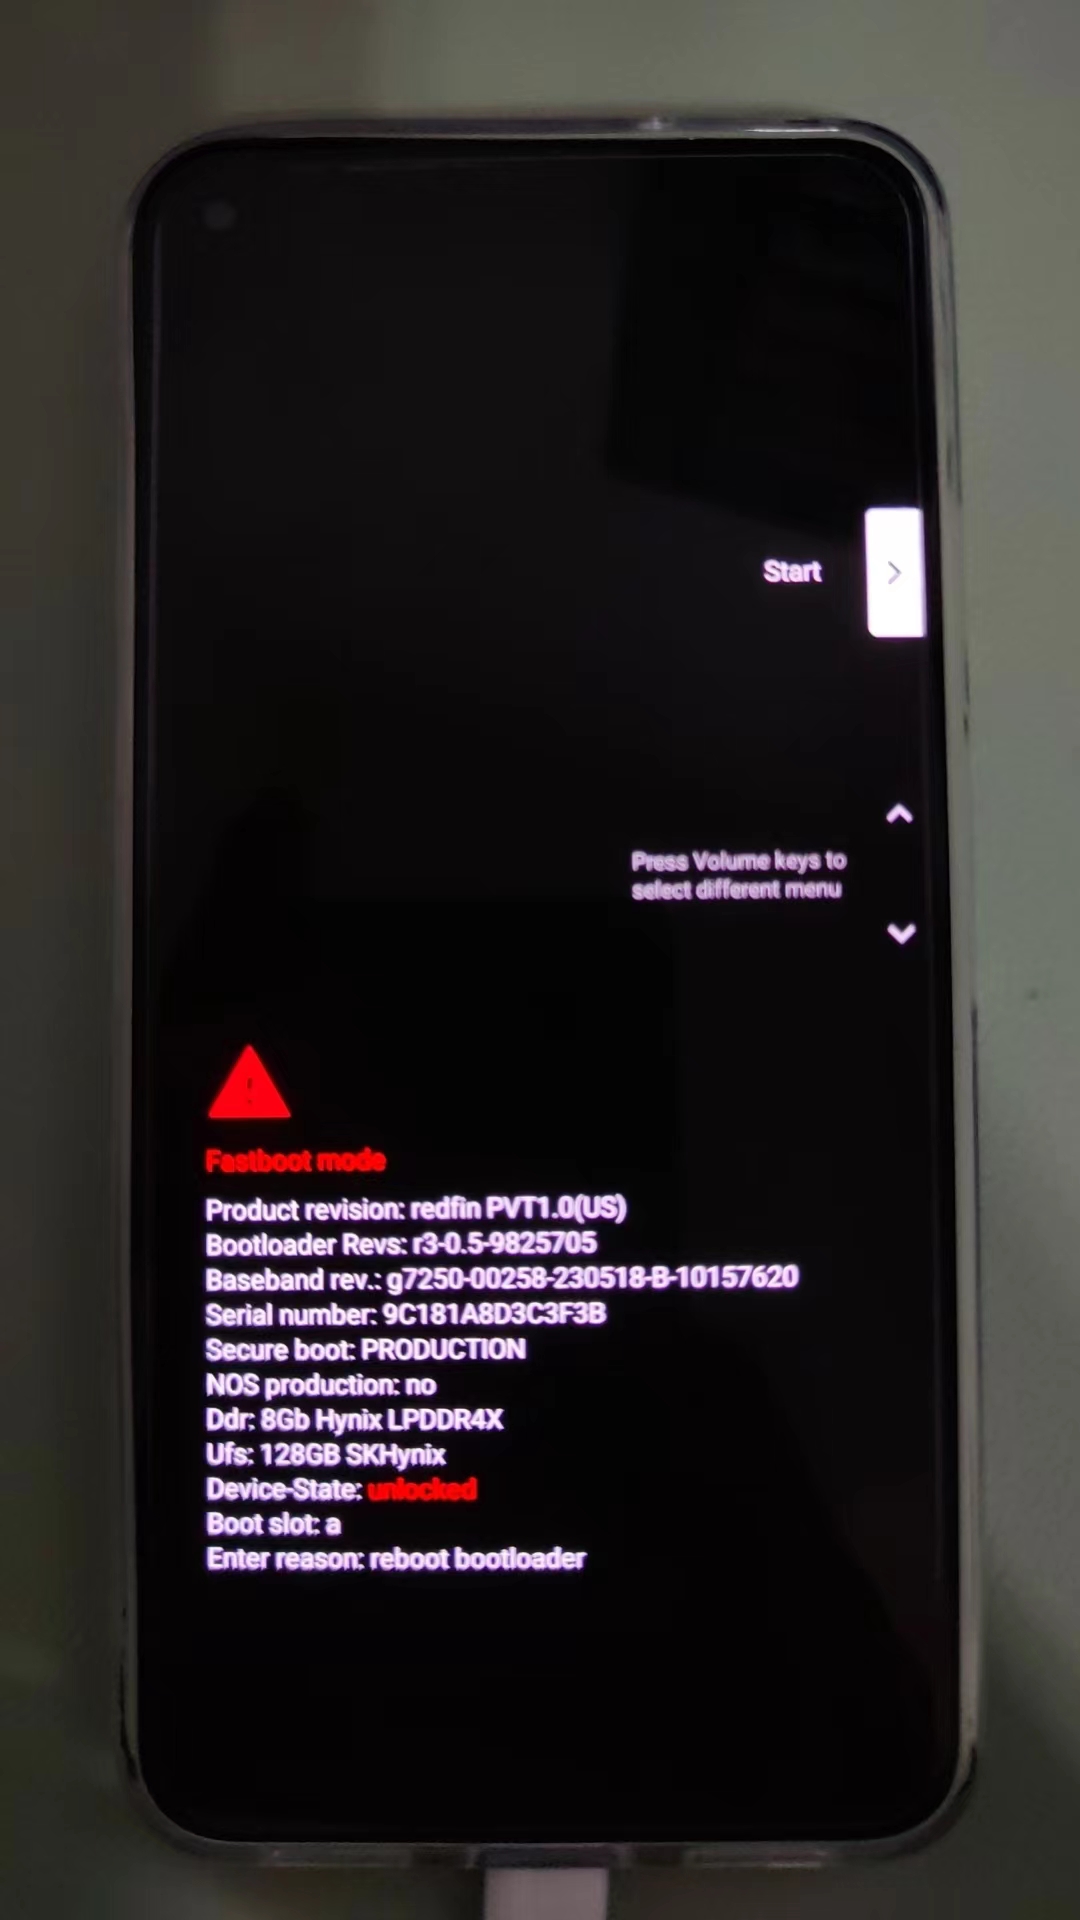 Start
Press Volume keys to
select different menu
Fastboot mode
Product revision: redfin PVT1.0(US)
Bootloader Revs: r3-0.5-9825705
Baseband rev.: g7250-00258-230518-B-10157620
Serial number: 9C181A8D3C3F3B
Secure boot: PRODUCTION
NOS production: no
Ddr: 8Gb Hynix LPDDR4X
Ufs: 128GB SKHynix
Device-State: unlocked
Boot slot: a
Enter reason: reboot bootloader